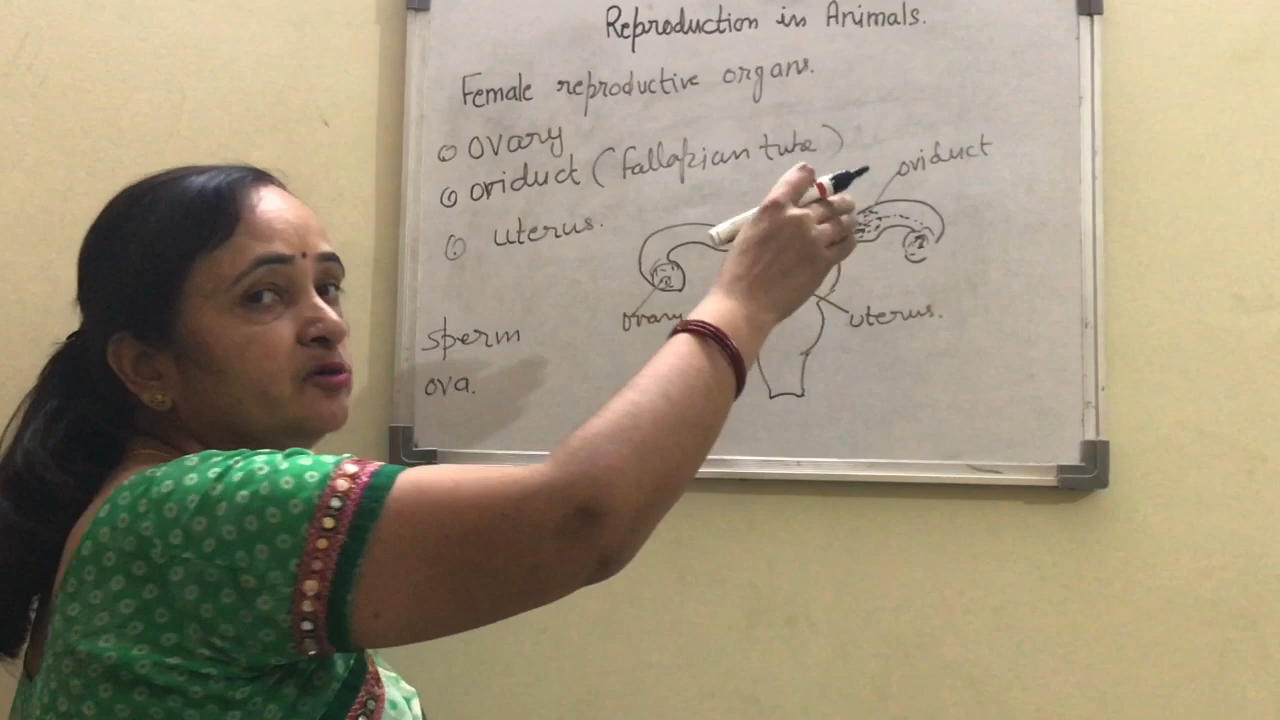 Reproduction in Animals.
Female reproductive organs.
ovary
oviduct (fallopian tube)
uterus.
oviduct
ovary
uterus.
sperm
ova.